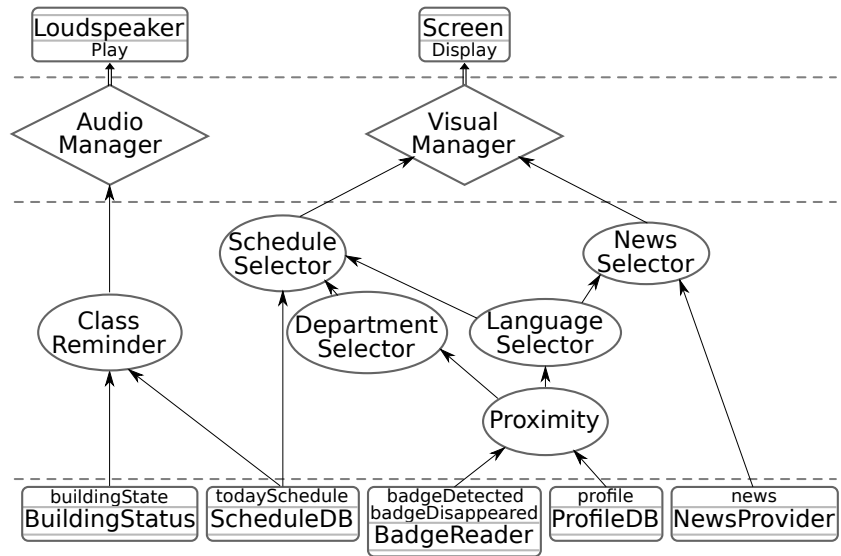 Loudspeaker
Play
Screen
Display
Audio
Manager
Visual
Manager
Schedule
Selector
News
Selector
Class
Reminder
Department
Selector
Language
Selector
Proximity
buildingState
BuildingStatus
todaySchedule
ScheduleDB
badgeDetected
badgeDisappeared
BadgeReader
profile
ProfileDB
news
NewsProvider